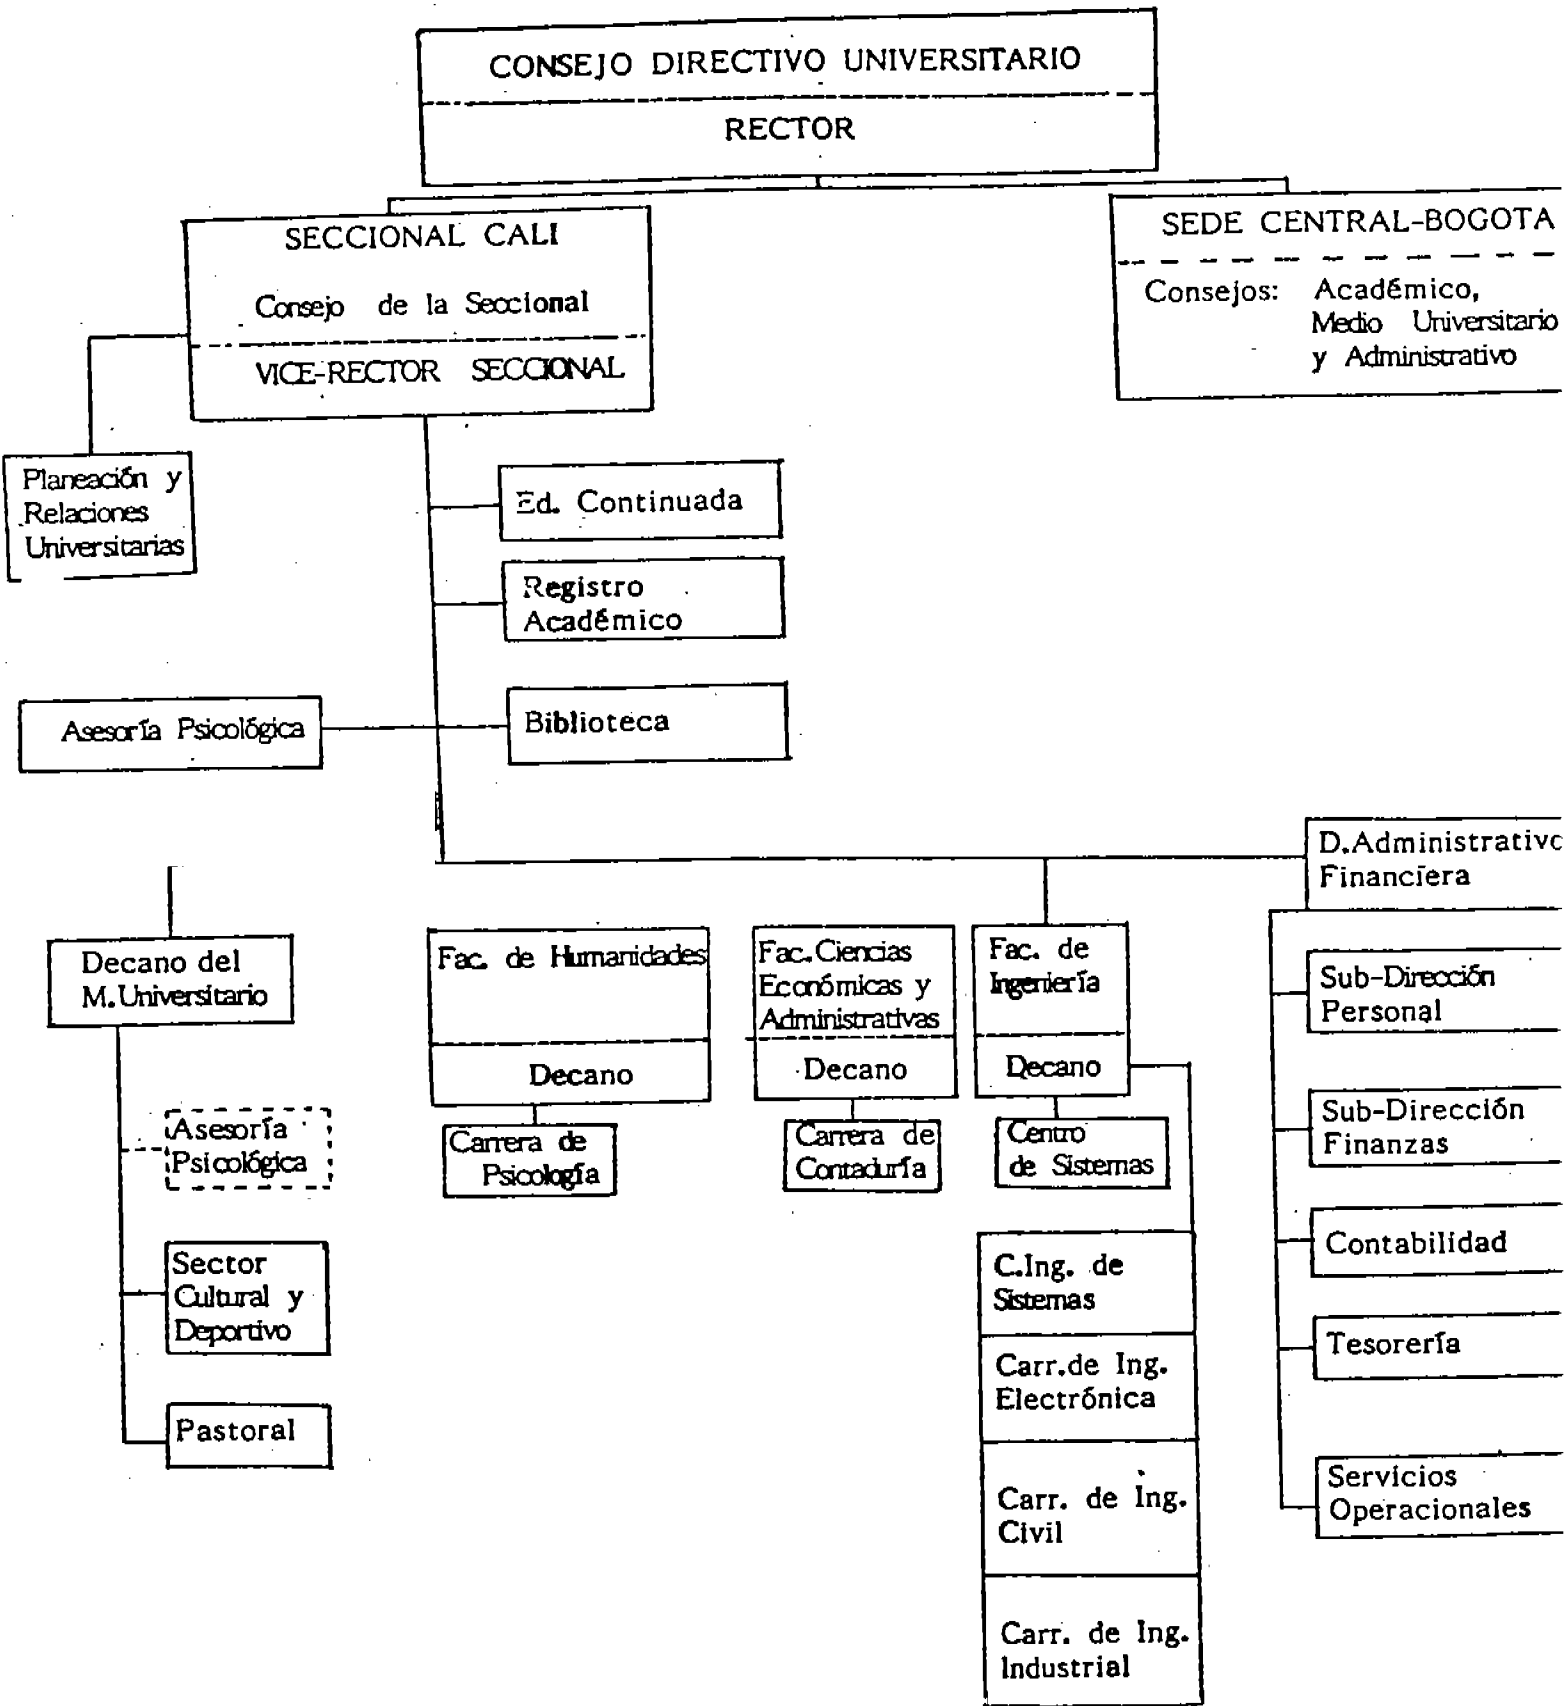 CONSEJO DIRECTIVO UNIVERSITARIO
RECTOR
SECCIONAL CALI
Consejo de la Seccional
VICE-RECTOR SECCIONAL
SEDE CENTRAL-BOGOTA
Consejos: Académico,
Medio Universitario
y Administrativo
Planeación y
Relaciones
Universitarias
Ed. Continuada
Registro
Académico
Asesoría Psicológica
Biblioteca
D.Administrativo
Financiera
Decano del
M.Universitario
Asesoría
Psicológica
Sector
Cultural y
Deportivo
Pastoral
Fac. de Humanidades
Decano
Carrera de
Psicología
Fac.Ciencias
Económicas y
Administrativas
Decano
Carrera de
Contaduría
Fac. de
Ingeniería
Decano
Centro
de Sistemas
C.Ing. de
Sistemas
Carr.de Ing.
Electrónica
Carr. de Ing.
Civil
Carr. de Ing.
Industrial
Sub-Dirección
Personal
Sub-Dirección
Finanzas
Contabilidad
Tesorería
Servicios
Operacionales